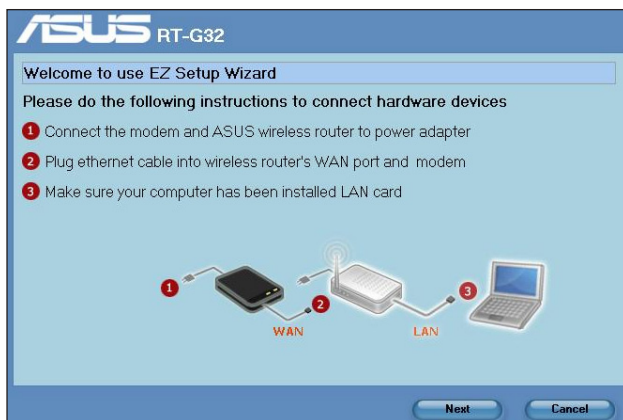 ASUS RT-G32
Welcome to use EZ Setup Wizard
Please do the following instructions to connect hardware devices
1 Connect the modem and ASUS wireless router to power adapter
2 Plug ethernet cable into wireless router's WAN port and modem
3 Make sure your computer has been installed LAN card
1
2
3
WAN
LAN
Next
Cancel